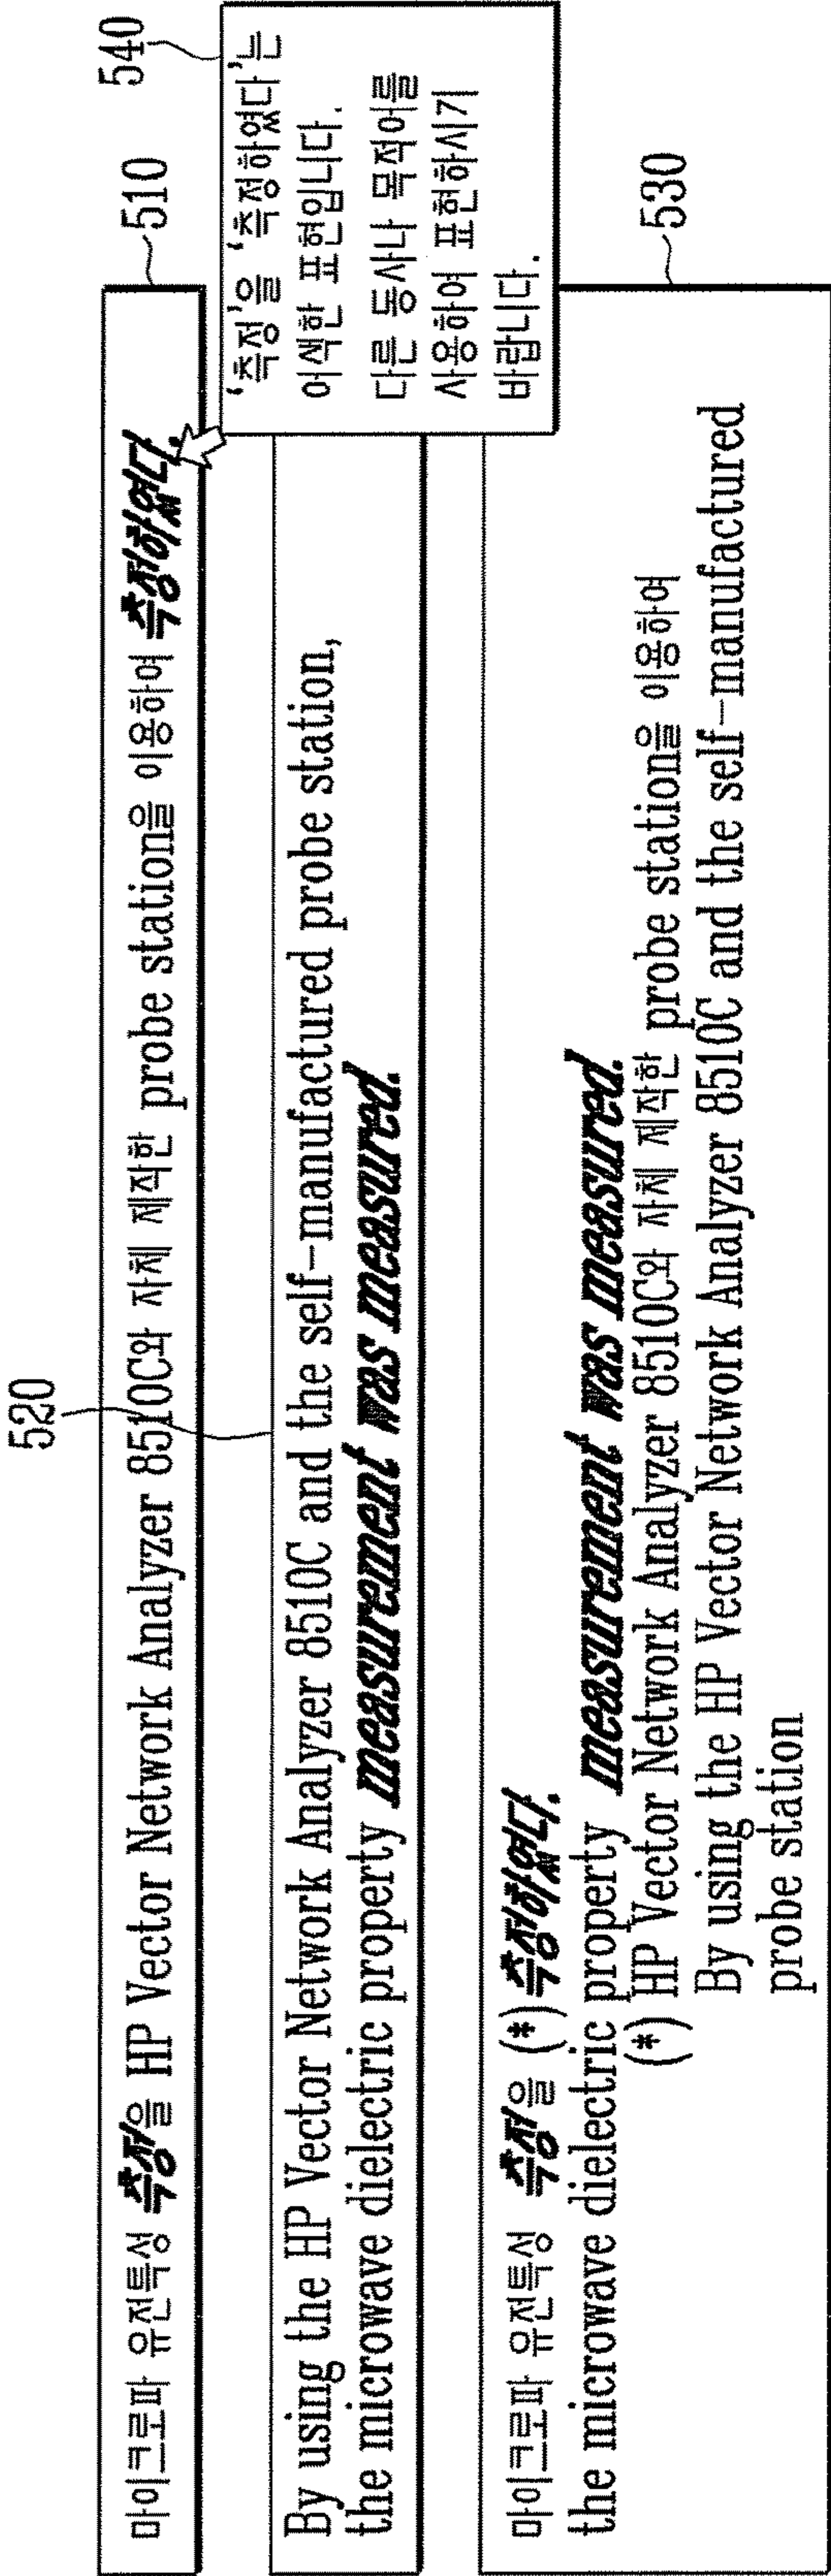 510
마이크로파 유전특성 측정을 HP Vector Network Analyzer 8510C와 자체 제작한 probe station을 이용하여 측정하였다.
540
'측정'을 '측정하였다'는
어색한 표현입니다.
다른 동사나 목적어를
사용하여 표현하시기
바랍니다.
520
By using the HP Vector Network Analyzer 8510C and the self-manufactured probe station,
the microwave dielectric property measurement was measured.
530
마이크로파 유전특성 측정을 (*) 측정하였다.
the microwave dielectric property measurement was measured.
(*) HP Vector Network Analyzer 8510C와 자체 제작한 probe station을 이용하여
By using the HP Vector Network Analyzer 8510C and the self-manufactured
probe station